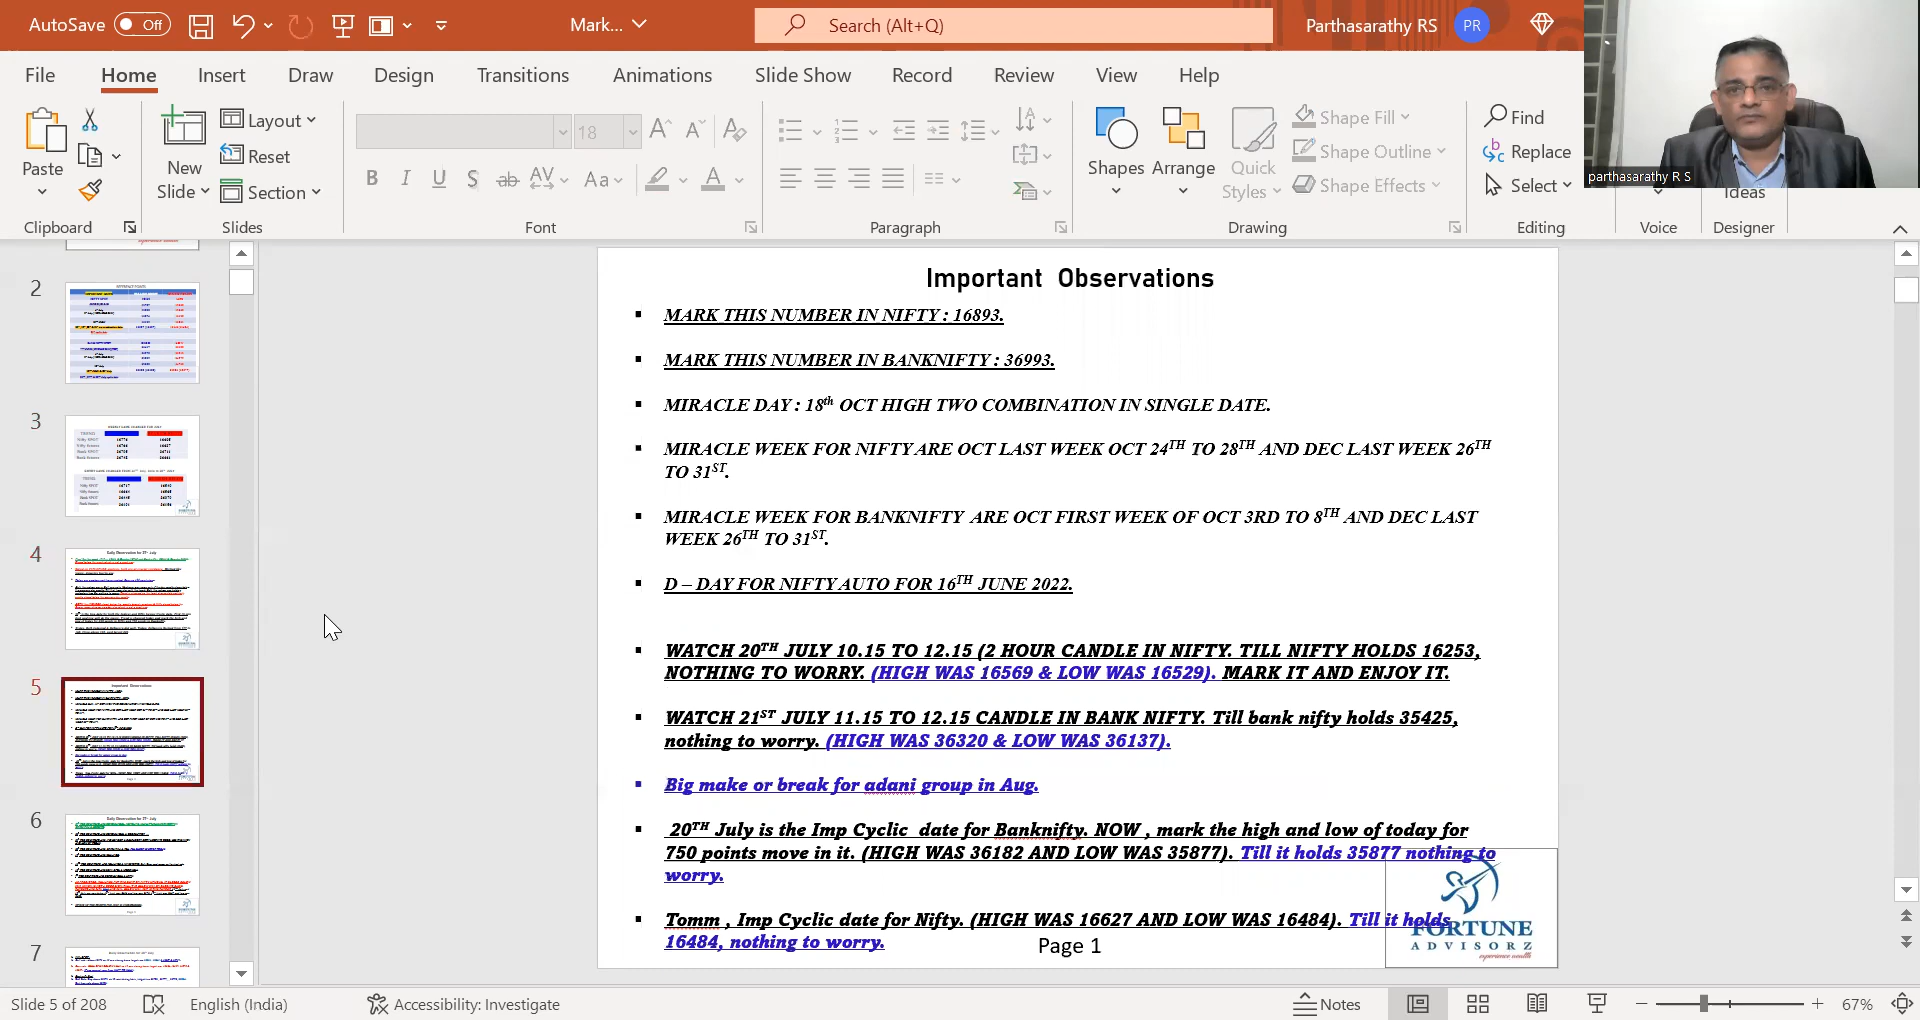 AutoSave Off Mark... Search (Alt+Q) Parthasarathy RS PR
File Home Insert Draw Design Transitions Animations Slide Show Record Review View Help
Paste
New
Slide
Layout
Reset
Section
18
Shapes
Arrange
Quick
Styles
Shape Fill
Shape Outline
Shape Effects
Find
Replace
Select
Ideas
parthasarathy R S
Clipboard Slides Font Paragraph Drawing Editing Voice Designer
2
3
4
5
6
7
Important Observations
MARK THIS NUMBER IN NIFTY : 16893.
MARK THIS NUMBER IN BANKNIFTY : 36993.
MIRACLE DAY : 18th OCT HIGH TWO COMBINATION IN SINGLE DATE.
MIRACLE WEEK FOR NIFTY ARE OCT LAST WEEK OCT 24TH TO 28TH AND DEC LAST WEEK 26TH
TO 31ST.
MIRACLE WEEK FOR BANKNIFTY ARE OCT FIRST WEEK OF OCT 3RD TO 8TH AND DEC LAST
WEEK 26TH TO 31ST.
D – DAY FOR NIFTY AUTO FOR 16TH JUNE 2022.
WATCH 20TH JULY 10.15 TO 12.15 (2 HOUR CANDLE IN NIFTY. TILL NIFTY HOLDS 16253,
NOTHING TO WORRY. (HIGH WAS 16569 & LOW WAS 16529). MARK IT AND ENJOY IT.
WATCH 21ST JULY 11.15 TO 12.15 CANDLE IN BANK NIFTY. Till bank nifty holds 35425,
nothing to worry. (HIGH WAS 36320 & LOW WAS 36137).
Big make or break for adani group in Aug.
20TH July is the Imp Cyclic date for Banknifty. NOW , mark the high and low of today for
750 points move in it. (HIGH WAS 36182 AND LOW WAS 35877). Till it holds 35877 nothing to
worry.
Tomm , Imp Cyclic date for Nifty. (HIGH WAS 16627 AND LOW WAS 16484). Till it holds
16484, nothing to worry.
Page 1
FORTUNE
ADVISORZ
experience wealth
Slide 5 of 208 English (India) Accessibility: Investigate Notes 67%